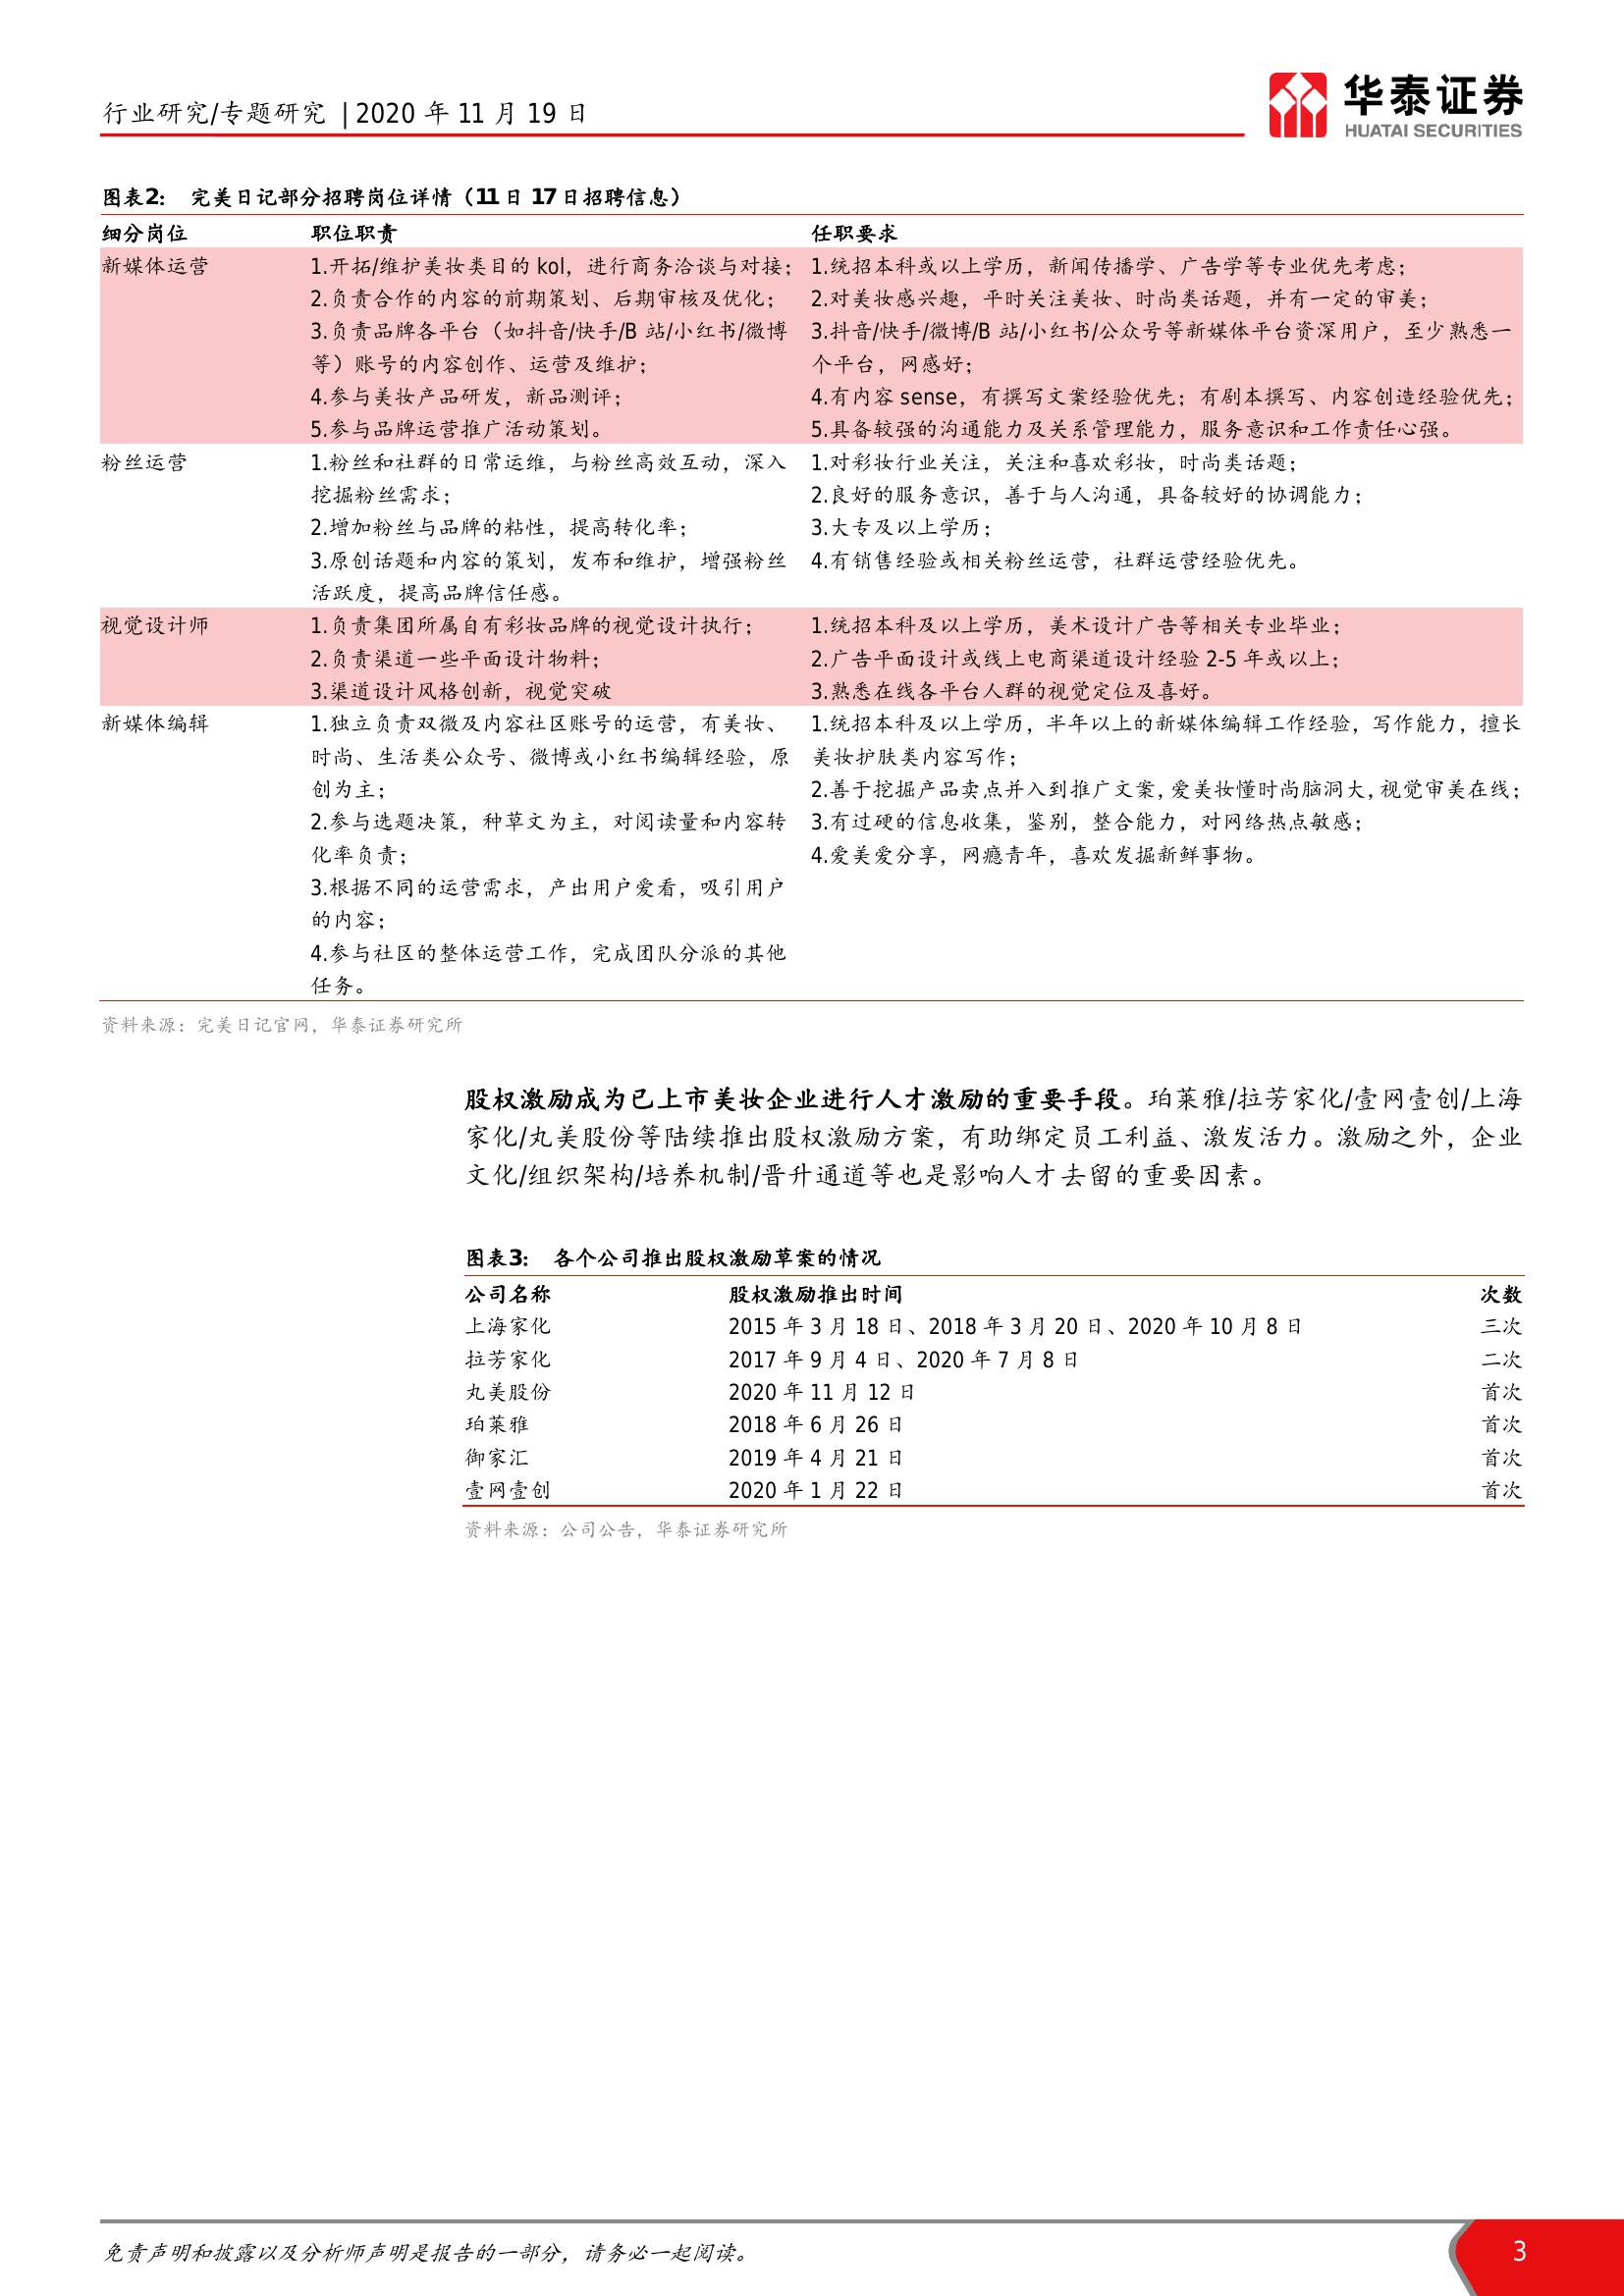 行业研究/专题研究 | 2020 年 11 月 19 日
华泰证券
HUATAI SECURITIES
图表2: 完美日记部分招聘岗位详情（11日 17日招聘信息）
细分岗位 职位职责 任职要求
新媒体运营 1.开拓/维护美妆类目的 kol，进行商务洽谈与对接； 1.统招本科或以上学历，新闻传播学、广告学等专业优先考虑；
2.负责合作的内容的前期策划、后期审核及优化； 2.对美妆感兴趣，平时关注美妆、时尚类话题，并有一定的审美；
3.负责品牌各平台（如抖音/快手/B 站/小红书/微博 3.抖音/快手/微博/B 站/小红书/公众号等新媒体平台资深用户，至少熟悉一
等）账号的内容创作、运营及维护； 个平台，网感好；
4.参与美妆产品研发，新品测评； 4.有内容 sense，有撰写文案经验优先；有剧本撰写、内容创造经验优先；
5.参与品牌运营推广活动策划。 5.具备较强的沟通能力及关系管理能力，服务意识和工作责任心强。
粉丝运营 1.粉丝和社群的日常运维，与粉丝高效互动，深入 1.对彩妆行业关注，关注和喜欢彩妆，时尚类话题；
挖掘粉丝需求； 2.良好的服务意识，善于与人沟通，具备较好的协调能力；
2.增加粉丝与品牌的粘性，提高转化率； 3.大专及以上学历；
3.原创话题和内容的策划，发布和维护，增强粉丝 4.有销售经验或相关粉丝运营，社群运营经验优先。
活跃度，提高品牌信任感。
视觉设计师 1.负责集团所属自有彩妆品牌的视觉设计执行； 1.统招本科及以上学历，美术设计广告等相关专业毕业；
2.负责渠道一些平面设计物料； 2.广告平面设计或线上电商渠道设计经验 2-5 年或以上；
3.渠道设计风格创新，视觉突破 3.熟悉在线各平台人群的视觉定位及喜好。
新媒体编辑 1.独立负责双微及内容社区账号的运营，有美妆、 1.统招本科及以上学历，半年以上的新媒体编辑工作经验，写作能力，擅长
时尚、生活类公众号、微博或小红书编辑经验，原 美妆护肤类内容写作；
创为主； 2.善于挖掘产品卖点并入到推广文案，爱美妆懂时尚脑洞大，视觉审美在线；
2.参与选题决策，种草文为主，对阅读量和内容转 3.有过硬的信息收集，鉴别，整合能力，对网络热点敏感；
化率负责； 4.爱美爱分享，网瘾青年，喜欢发掘新鲜事物。
3.根据不同的运营需求，产出用户爱看，吸引用户
的内容；
4.参与社区的整体运营工作，完成团队分派的其他
任务。
资料来源：完美日记官网，华泰证券研究所
股权激励成为已上市美妆企业进行人才激励的重要手段。珀莱雅/拉芳家化/壹网壹创/上海
家化/丸美股份等陆续推出股权激励方案，有助绑定员工利益、激发活力。激励之外，企业
文化/组织架构/培养机制/晋升通道等也是影响人才去留的重要因素。
图表3: 各个公司推出股权激励草案的情况
公司名称 股权激励推出时间 次数
上海家化 2015 年 3 月 18 日、2018 年 3 月 20 日、2020 年 10 月 8 日 三次
拉芳家化 2017 年 9 月 4 日、2020 年 7 月 8 日 二次
丸美股份 2020 年 11 月 12 日 首次
珀莱雅 2018 年 6 月 26 日 首次
御家汇 2019 年 4 月 21 日 首次
壹网壹创 2020 年 1 月 22 日 首次
资料来源：公司公告，华泰证券研究所
免责声明和披露以及分析师声明是报告的一部分，请务必一起阅读。 3